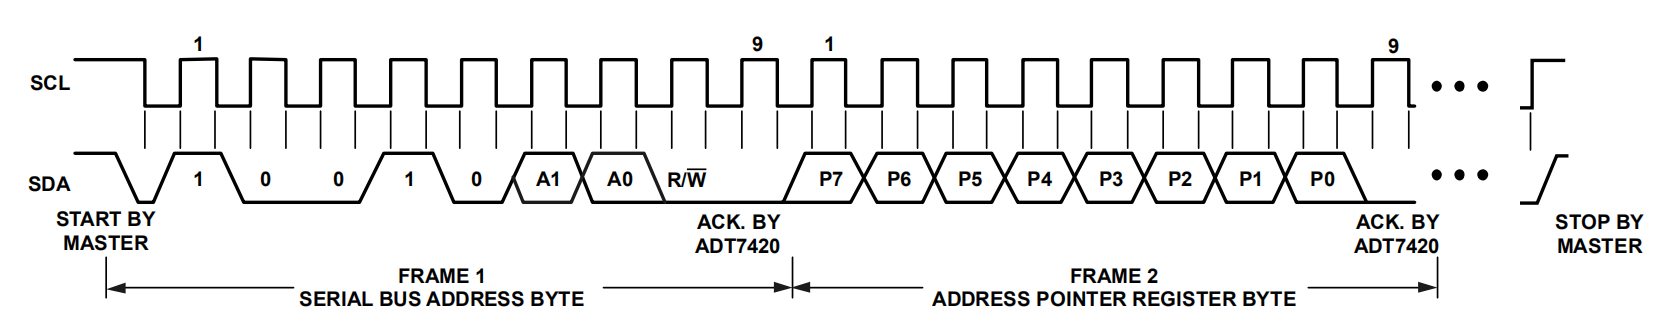 1 9 1 9
SCL
SDA 1 0 0 1 0 A1 A0 R/W̅ P7 P6 P5 P4 P3 P2 P1 P0
START BY
MASTER
ACK. BY
ADT7420
ACK. BY
ADT7420
STOP BY
MASTER
FRAME 1
SERIAL BUS ADDRESS BYTE
FRAME 2
ADDRESS POINTER REGISTER BYTE